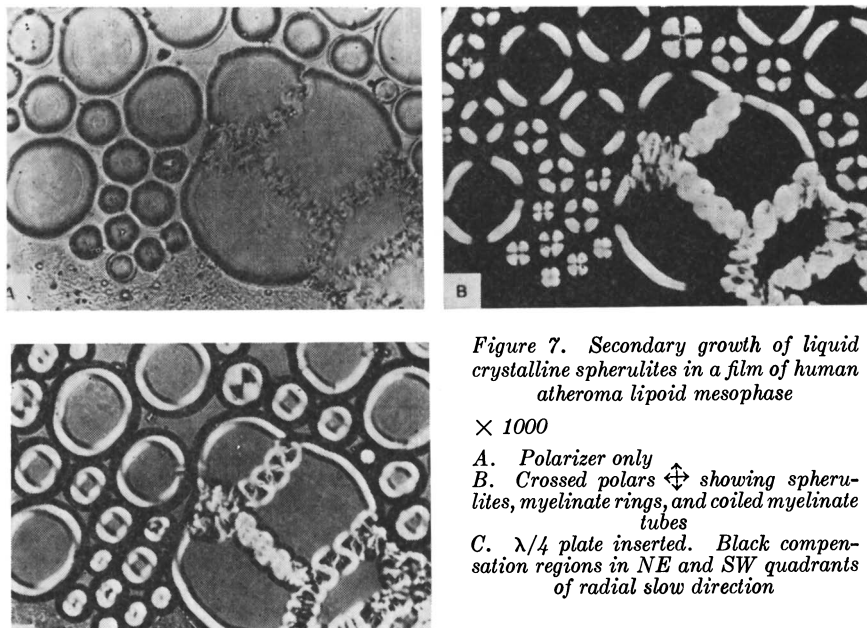 A
B
Figure 7. Secondary growth of liquid
crystalline spherulites in a film of human
atheroma lipoid mesophase
× 1000
A. Polarizer only
B. Crossed polars showing spheru-
lites, myelinate rings, and coiled myelinate
tubes
C. λ/4 plate inserted. Black compen-
sation regions in NE and SW quadrants
of radial slow direction